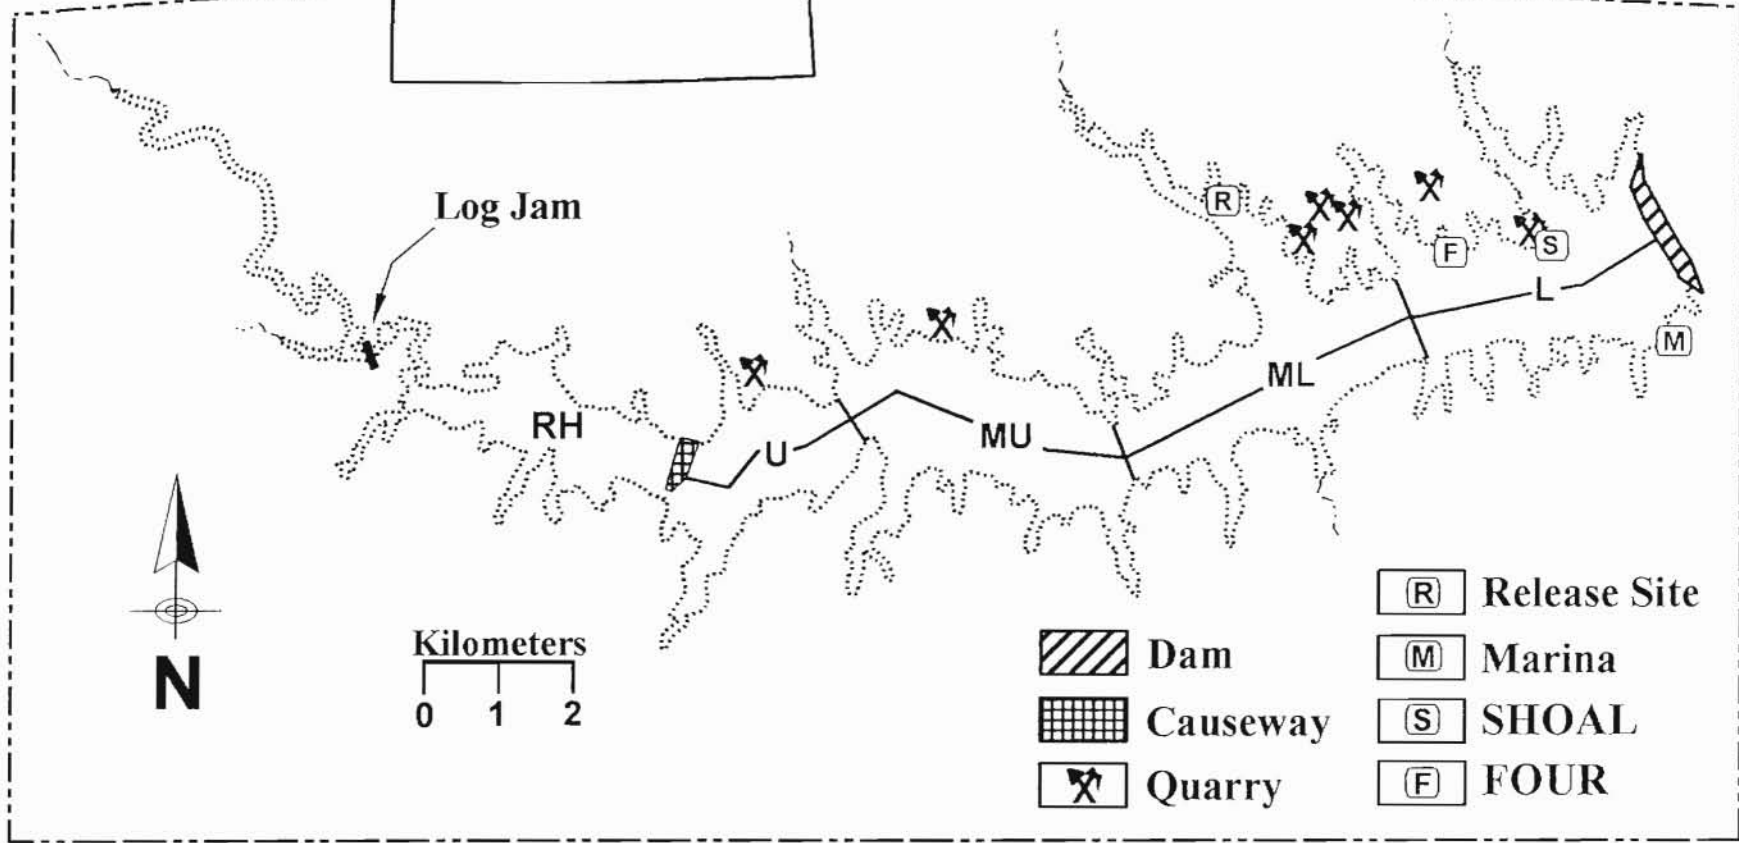 Log Jam
R
F
S
L
M
ML
RH
U
MU
N
Kilometers
0 1 2
Dam
Causeway
Quarry
R Release Site
M Marina
S SHOAL
F FOUR